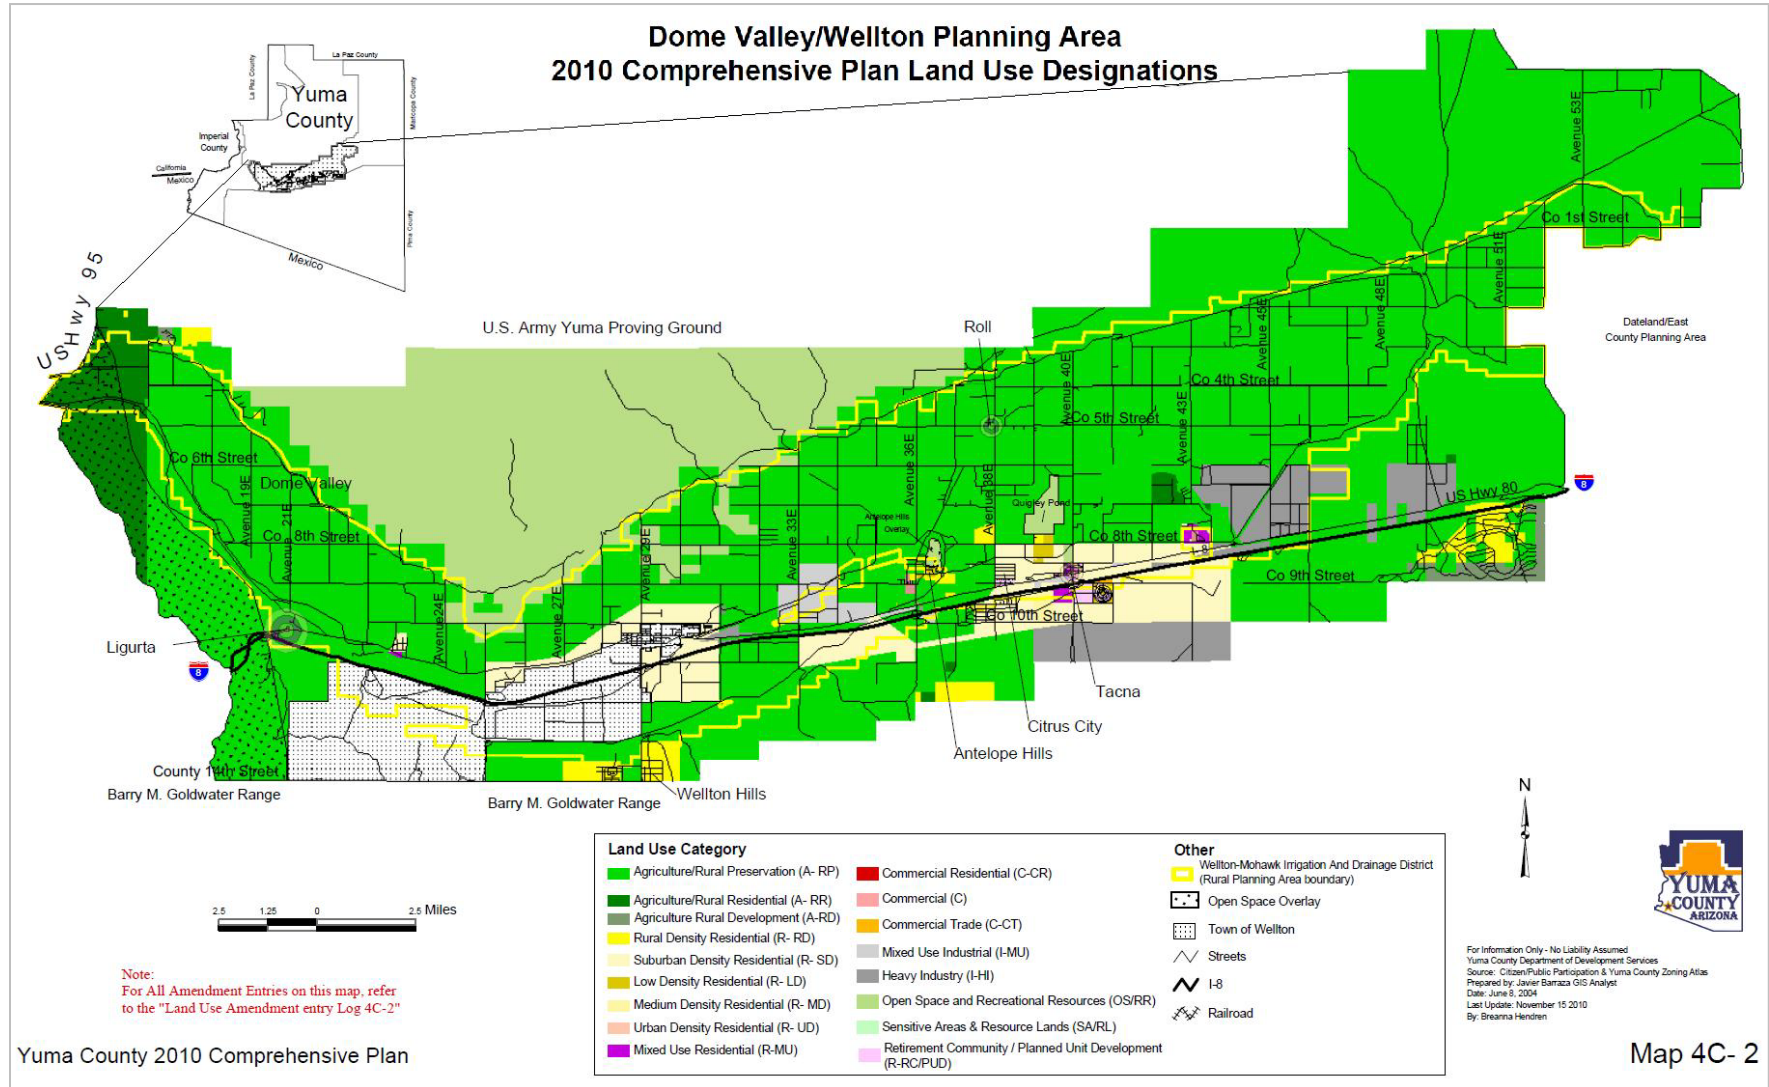 Dome Valley/Wellton Planning Area
2010 Comprehensive Plan Land Use Designations
La Paz County
La Paz County
Yuma
County
Maricopa County
Imperial
County
California
Mexico
Pima County
Mexico
US Hwy 95
U.S. Army Yuma Proving Ground
Roll
Avenue 53E
Co 1st Street
Avenue 51E
Avenue 48E
Avenue 45E
Dateland/East
County Planning Area
Co 4th Street
Avenue 40E
Co 5th Street
Avenue 43E
Avenue 36E
Avenue 38E
Co 6th Street
Dome Valley
Avenue 19E
Avenue 21E
Co 8th Street
Quigley Pond
Antelope Hills
Overlay
Avenue 33E
Avenue 29E
Co 8th Street
US Hwy 80
8
I-8
Co 9th Street
Avenue24E
Avenue 27E
Co 10th Street
Ligurta
8
Tacna
Citrus City
Antelope Hills
County 14th Street
Barry M. Goldwater Range
Barry M. Goldwater Range
Wellton Hills
N
2.5 1.25 0 2.5 Miles
Note:
For All Amendment Entries on this map, refer
to the "Land Use Amendment entry Log 4C-2"
Land Use Category
Agriculture/Rural Preservation (A- RP)
Agriculture/Rural Residential (A- RR)
Agriculture Rural Development (A-RD)
Rural Density Residential (R- RD)
Suburban Density Residential (R- SD)
Low Density Residential (R- LD)
Medium Density Residential (R- MD)
Urban Density Residential (R- UD)
Mixed Use Residential (R-MU)
Commercial Residential (C-CR)
Commercial (C)
Commercial Trade (C-CT)
Mixed Use Industrial (I-MU)
Heavy Industry (I-HI)
Open Space and Recreational Resources (OS/RR)
Sensitive Areas & Resource Lands (SA/RL)
Retirement Community / Planned Unit Development
(R-RC/PUD)
Other
Wellton-Mohawk Irrigation And Drainage District
(Rural Planning Area boundary)
Open Space Overlay
Town of Wellton
Streets
I-8
Railroad
YUMA
COUNTY
ARIZONA
For Information Only - No Liability Assumed
Yuma County Department of Development Services
Source: Citizen/Public Participation & Yuma County Zoning Atlas
Prepared by: Javier Barraza GIS Analyst
Date: June 8, 2004
Last Update: November 15 2010
By: Breanna Hendren
Yuma County 2010 Comprehensive Plan
Map 4C- 2